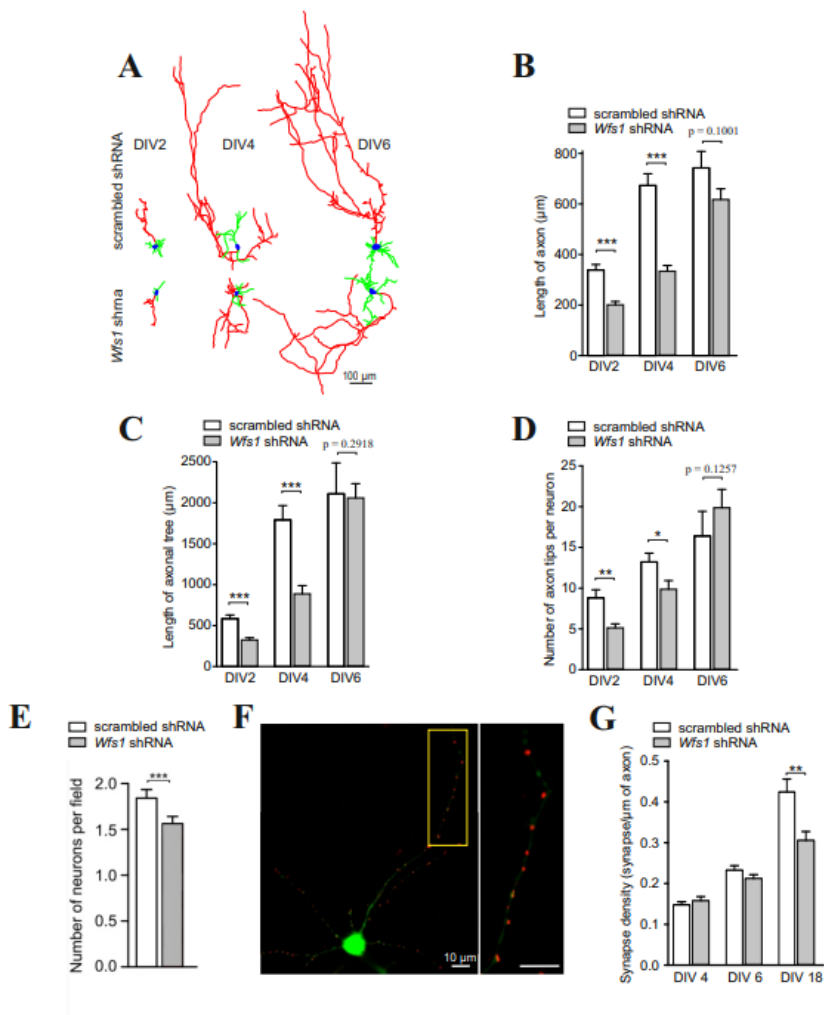 A
DIV2
DIV4
DIV6
scrambled shRNA
Wfs1 shrna
100 µm
B
scrambled shRNA
Wfs1 shRNA
p = 0.1001
***
***
Length of axon (µm)
800
600
400
200
0
DIV2 DIV4 DIV6
C
scrambled shRNA
Wfs1 shRNA
p = 0.2918
***
***
Length of axonal tree (µm)
2500
2000
1500
1000
500
0
DIV2 DIV4 DIV6
D
scrambled shRNA
Wfs1 shRNA
p = 0.1257
*
**
Number of axon tips per neuron
25
20
15
10
5
0
DIV2 DIV4 DIV6
E
scrambled shRNA
Wfs1 shRNA
***
Number of neurons per field
2.0
1.5
1.0
0.5
0.0
F
10 µm
G
scrambled shRNA
Wfs1 shRNA
**
Synapse density (synapse/µm of axon)
0.5
0.4
0.3
0.2
0.1
0.0
DIV 4 DIV 6 DIV 18